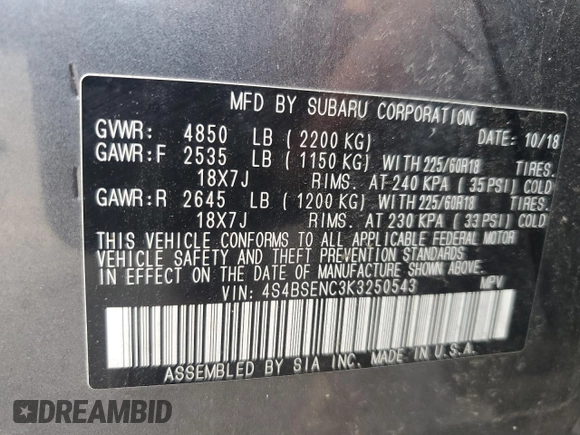 MFD BY SUBARU CORPORATION
GVWR: 4850 LB (2200 KG) DATE: 10/18
GAWR:F 2535 LB (1150 KG) WITH 225/60R18 TIRES.
18X7J RIMS. AT 240 KPA (35 PSI) COLD
GAWR:R 2645 LB (1200 KG) WITH 225/60R18 TIRES.
18X7J RIMS. AT 230 KPA (33 PSI) COLD
THIS VEHICLE CONFORMS TO ALL APPLICABLE FEDERAL MOTOR
VEHICLE SAFETY AND THEFT PREVENTION STANDARDS
IN EFFECT ON THE DATE OF MANUFACTURE SHOWN ABOVE.
VIN: 4S4BSENC3K3250543 MPV
ASSEMBLED BY SIA INC. MADE IN U.S.A.
DREAMBID